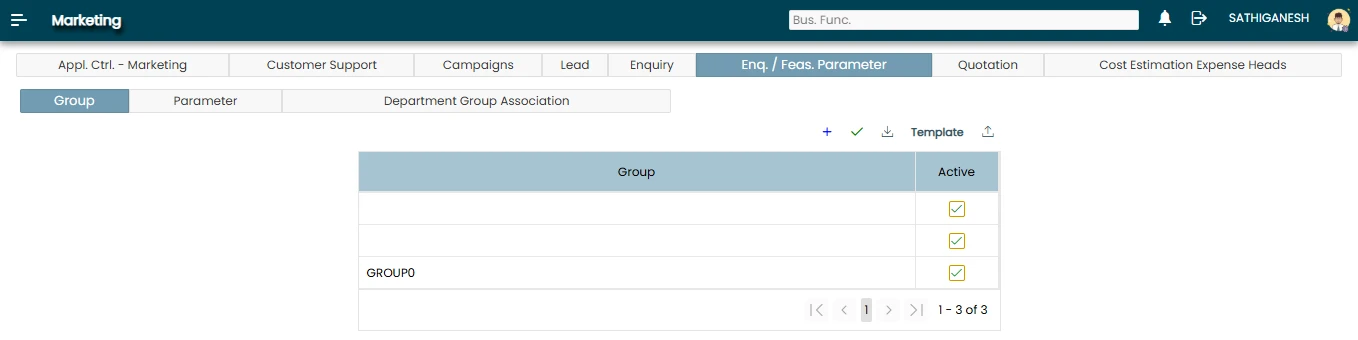 Marketing Bus. Func. SATHIGANESH
Appl. Ctrl. - Marketing Customer Support Campaigns Lead Enquiry Enq. / Feas. Parameter Quotation Cost Estimation Expense Heads
Group Parameter Department Group Association
Template
Group Active
GROUP0
1 1 - 3 of 3